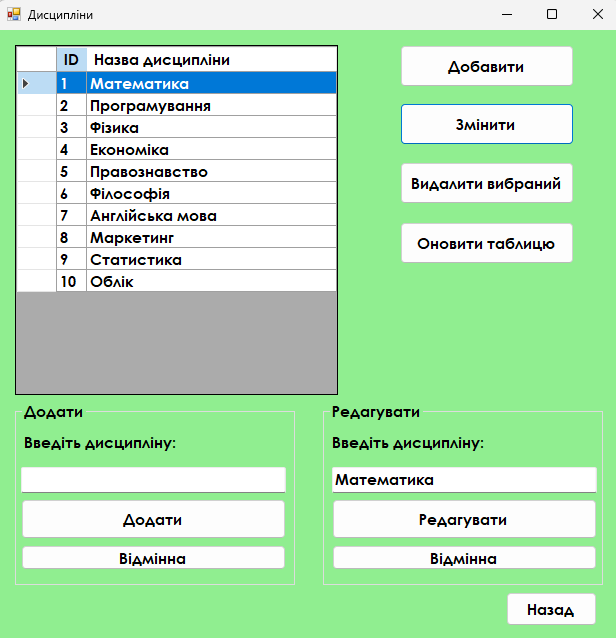 Дисципліни
ID Назва дисципліни
1 Математика
2 Програмування
3 Фізика
4 Економіка
5 Правознавство
6 Філософія
7 Англійська мова
8 Маркетинг
9 Статистика
10 Облік
Добавити
Змінити
Видалити вибраний
Оновити таблицю
Додати
Введіть дисципліну:
Додати
Відмінна
Редагувати
Введіть дисципліну:
Математика
Редагувати
Відмінна
Назад